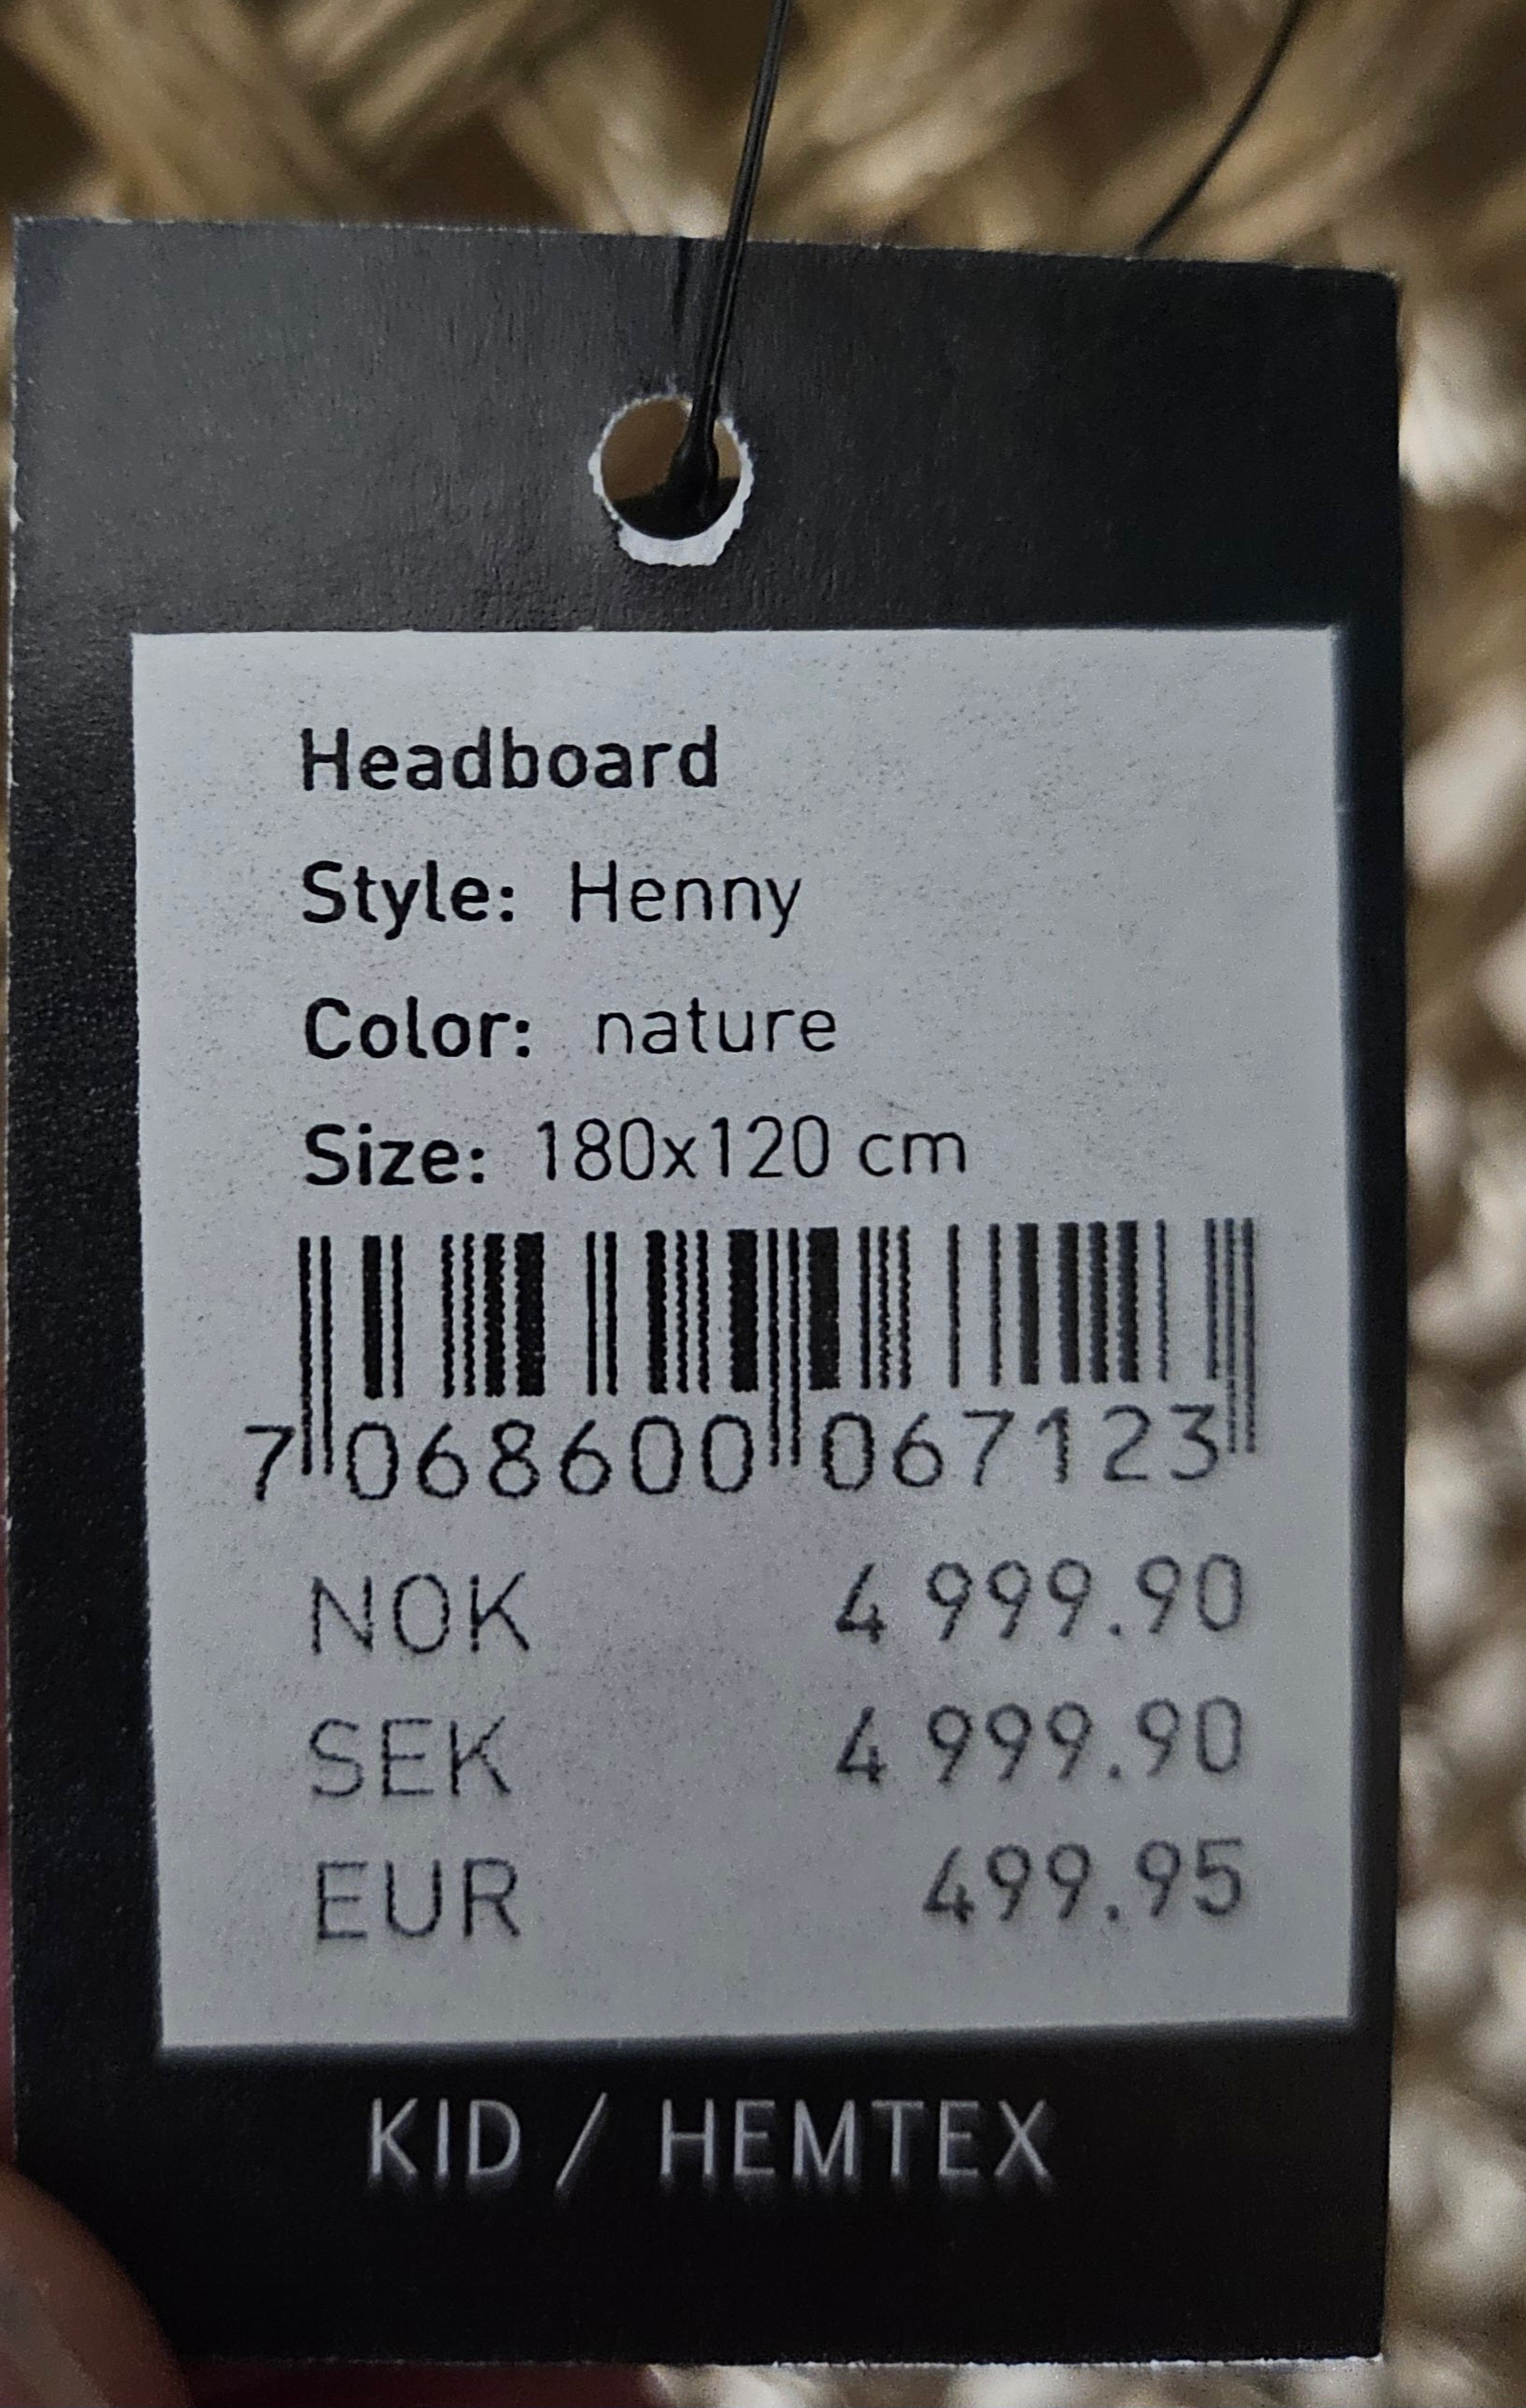 Headboard
Style: Henny
Color: nature
Size: 180x120 cm
7 068600 067123
NOK 4 999.90
SEK 4 999.90
EUR 499.95
KID / HEMTEX